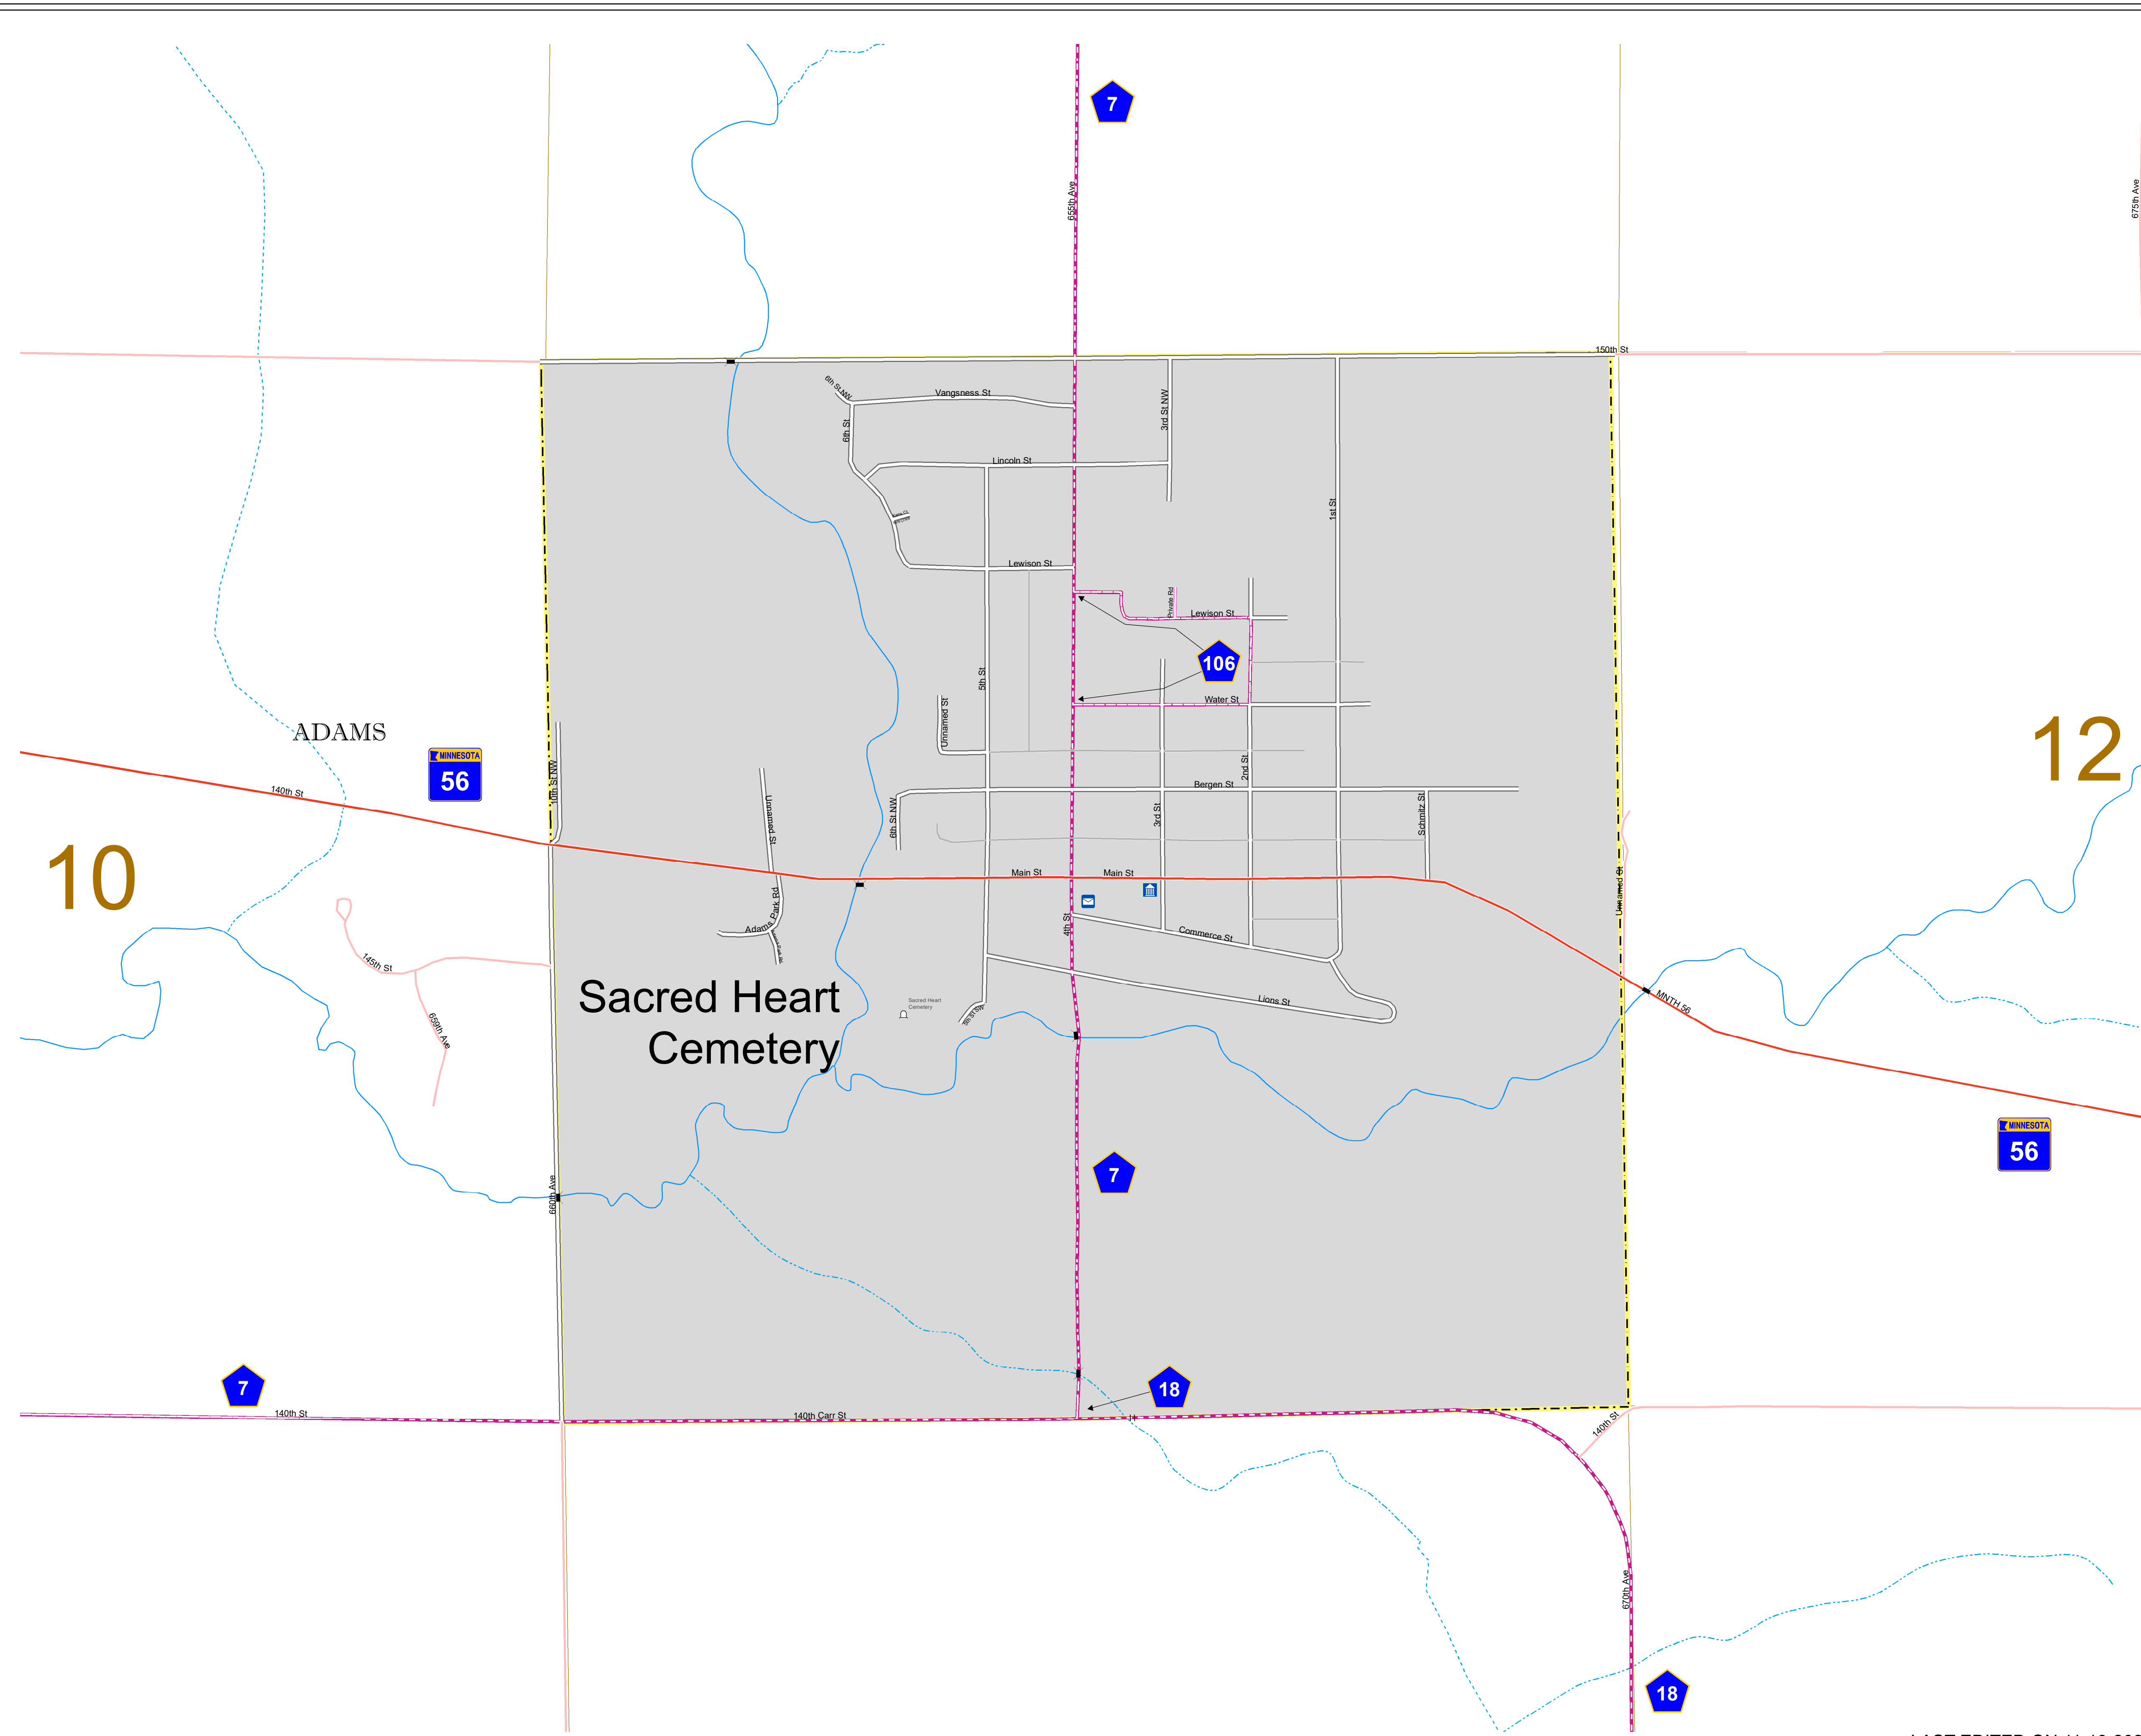 7
655th Ave
675th Ave
150th St
6th St NW
Vangsness St
3rd St NW
6th St
Lincoln St
1st St
Lewison St
Private Rd
Lewison St
106
5th St
Unnamed St
Water St
ADAMS
MINNESOTA
56
12
10th St NW
2nd St
140th St
Bergen St
Unnamed St
6th St NW
3rd St
Schmitz St
10
Main St
Main St
Unnamed St
Adams Park Rd
4th St
Commerce St
145th St
Sacred Heart
Cemetery
Sacred Heart
Cemetery
5th St SW
Lions St
MNTH 56
659th Ave
MINNESOTA
56
7
660th Ave
7
18
140th St
140th Carr St
140th St
670th Ave
18